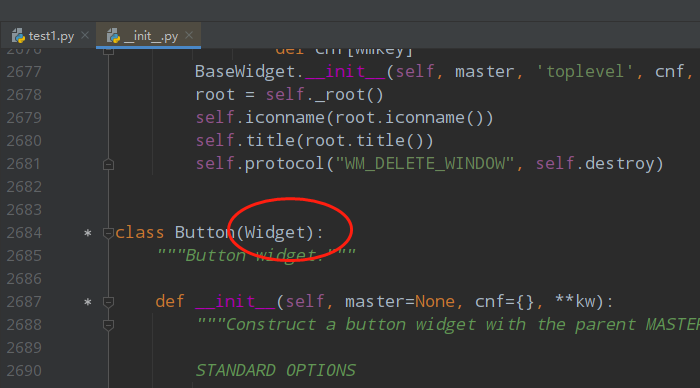 test1.py
__init__.py
2676 def cnf[wmkey]
2677 BaseWidget.__init__(self, master, 'toplevel', cnf,
2678 root = self._root()
2679 self.iconname(root.iconname())
2680 self.title(root.title())
2681 self.protocol("WM_DELETE_WINDOW", self.destroy)
2682
2683
2684 * class Button(Widget):
2685 """Button widget."""
2686
2687 * def __init__(self, master=None, cnf={}, **kw):
2688 """Construct a button widget with the parent MASTER
2689
2690 STANDARD OPTIONS